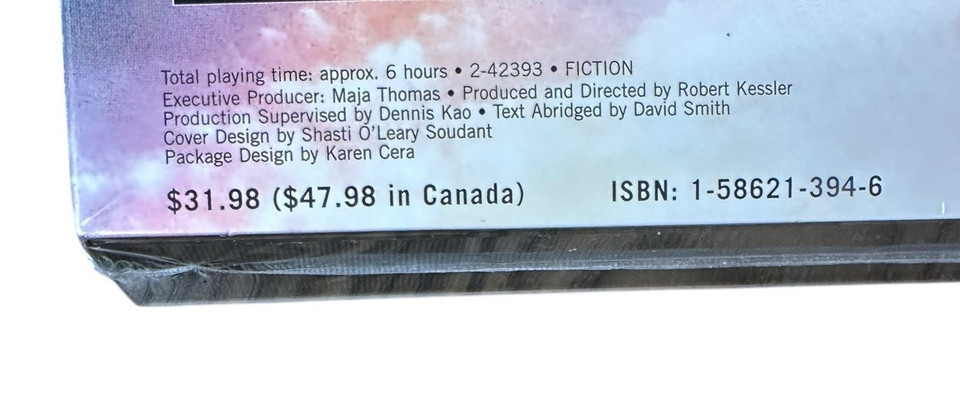 Total playing time: approx. 6 hours • 2-42393 • FICTION
Executive Producer: Maja Thomas • Produced and Directed by Robert Kessler
Production Supervised by Dennis Kao • Text Abridged by David Smith
Cover Design by Shasti O'Leary Soudant
Package Design by Karen Cera
$31.98 ($47.98 in Canada) ISBN: 1-58621-394-6